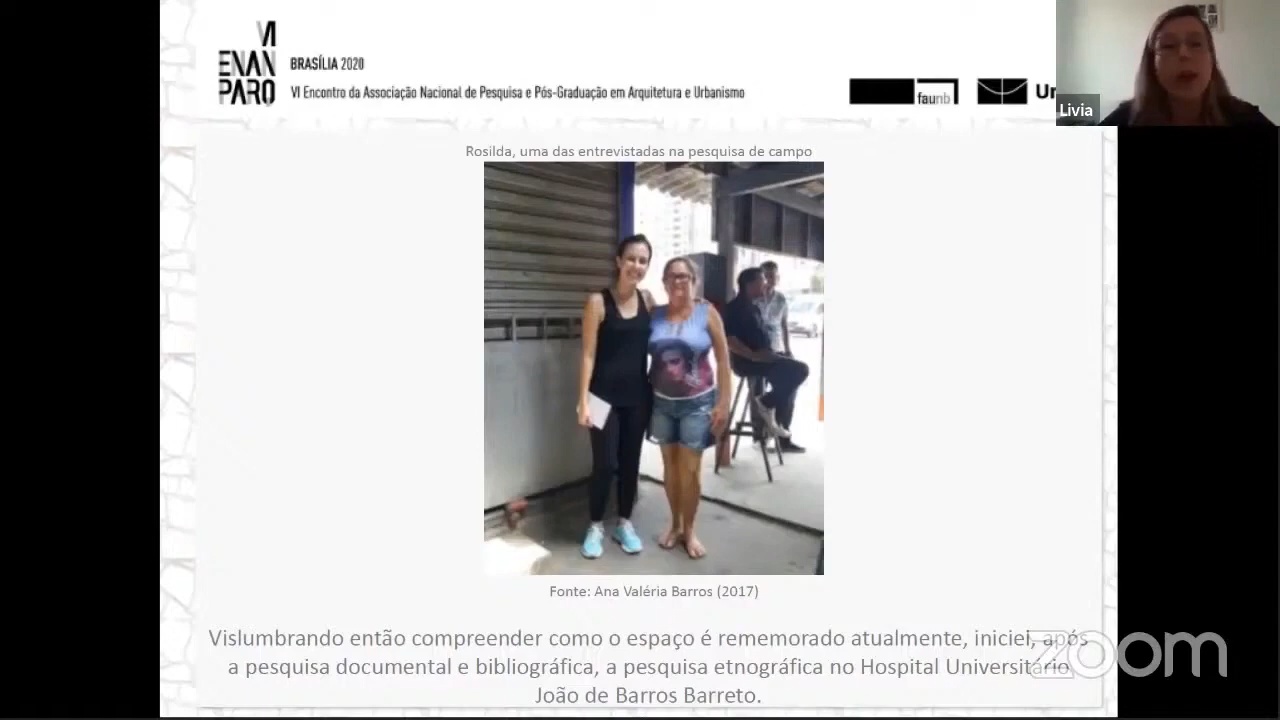 VI
ENAN
PARQ
BRASÍLIA 2020
VI Encontro da Associação Nacional de Pesquisa e Pós-Graduação em Arquitetura e Urbanismo
faunb
Livia
Rosilda, uma das entrevistadas na pesquisa de campo
Fonte: Ana Valéria Barros (2017)
Vislumbrando então compreender como o espaço é rememorado atualmente, iniciei, após
a pesquisa documental e bibliográfica, a pesquisa etnográfica no Hospital Universitário
João de Barros Barreto.
zoom